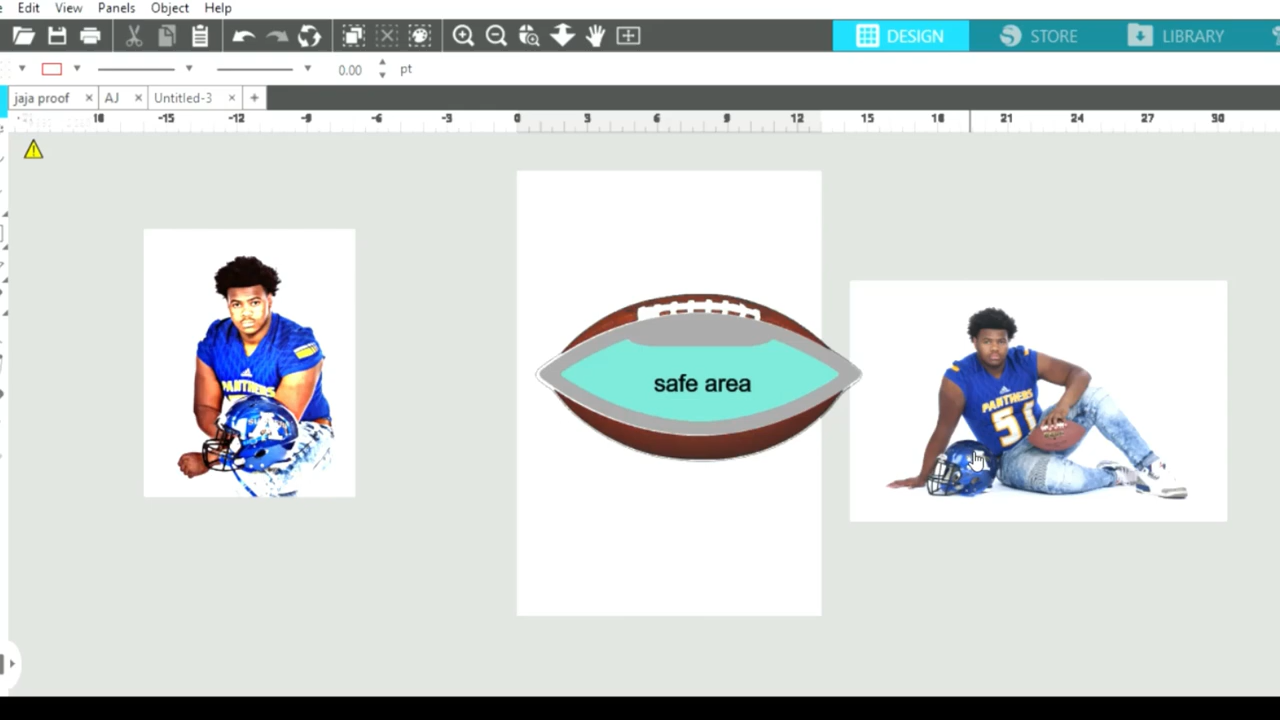 Edit View Panels Object Help
DESIGN STORE LIBRARY
0.00 pt
jaja proof AJ Untitled-3
18 -15 -12 -9 -6 -3 0 3 6 9 12 15 18 21 24 27 30
safe area
PANTHERS
PANTHERS
51